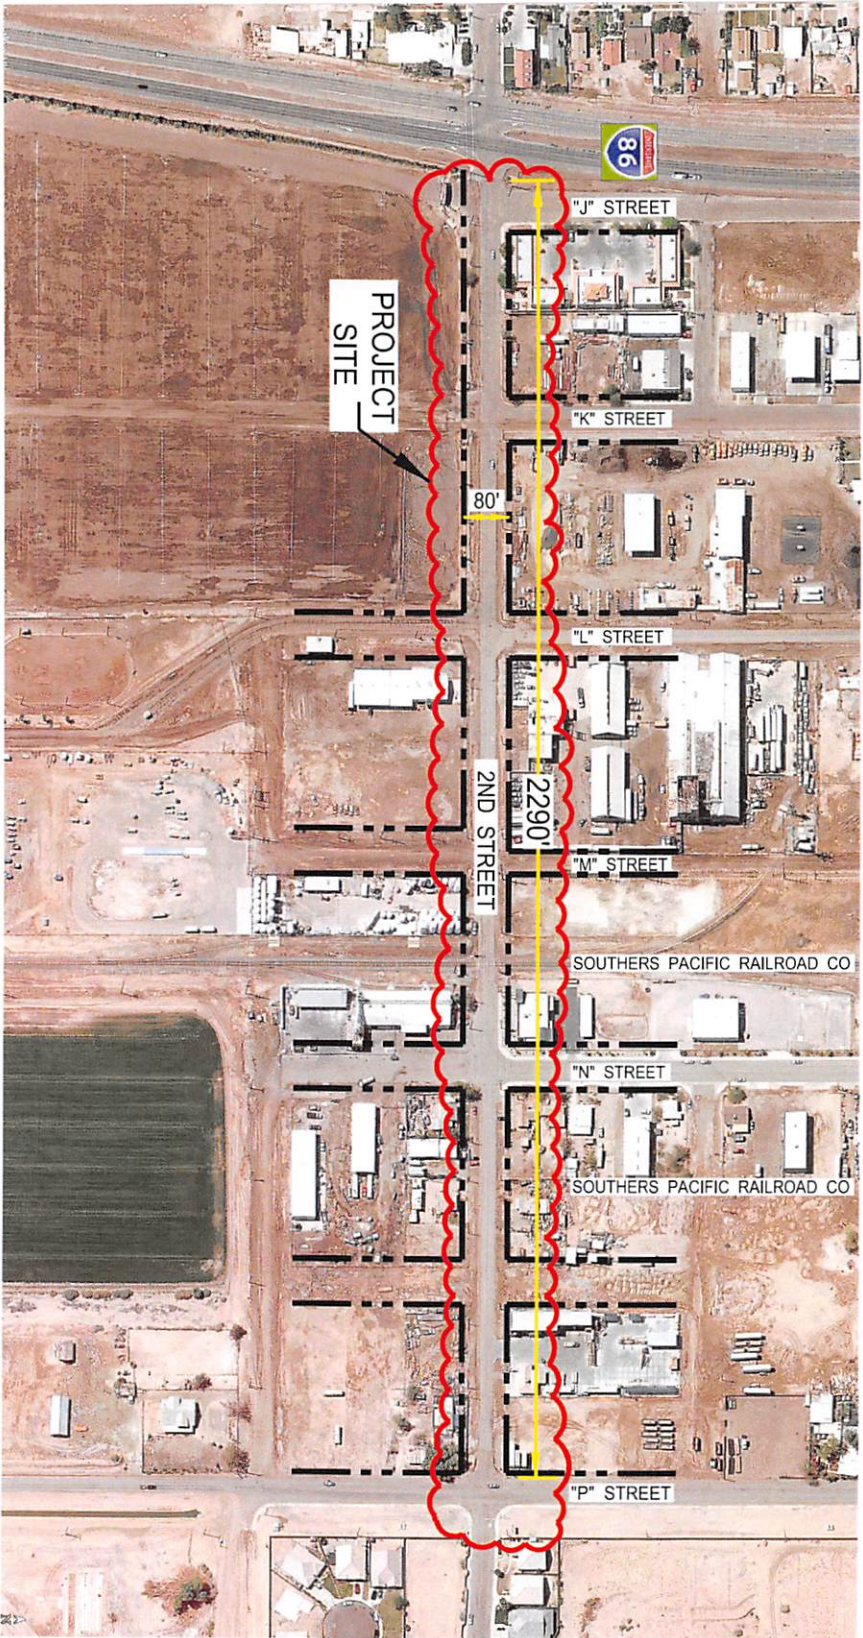 INTERSTATE
86
"J" STREET
PROJECT
SITE
"K" STREET
80'
"L" STREET
2290'
2ND STREET
"M" STREET
SOUTHERS PACIFIC RAILROAD CO
"N" STREET
SOUTHERS PACIFIC RAILROAD CO
"P" STREET